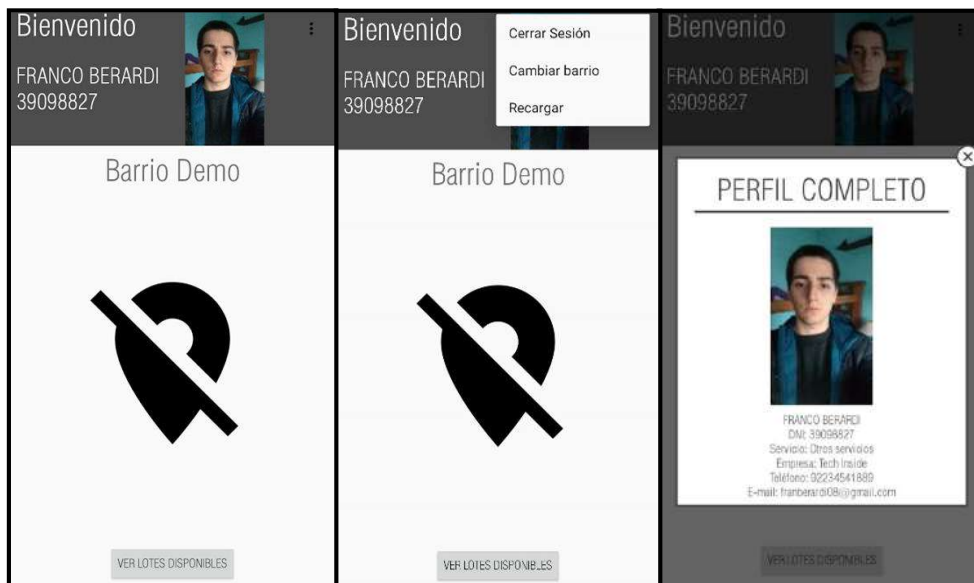 Bienvenido
FRANCO BERARDI
39098827
Barrio Demo
VER LOTES DISPONIBLES
Bienvenido
FRANCO BERARDI
39098827
Cerrar Sesión
Cambiar barrio
Recargar
Barrio Demo
VER LOTES DISPONIBLES
Bienvenido
FRANCO BERARDI
39098827
PERFIL COMPLETO
FRANCO BERARDI
DNI: 39098827
Servicio: Otros servicios
Empresa: Tech Inside
Teléfono: 92234541889
E-mail: franberardi08@gmail.com
VER LOTES DISPONIBLES